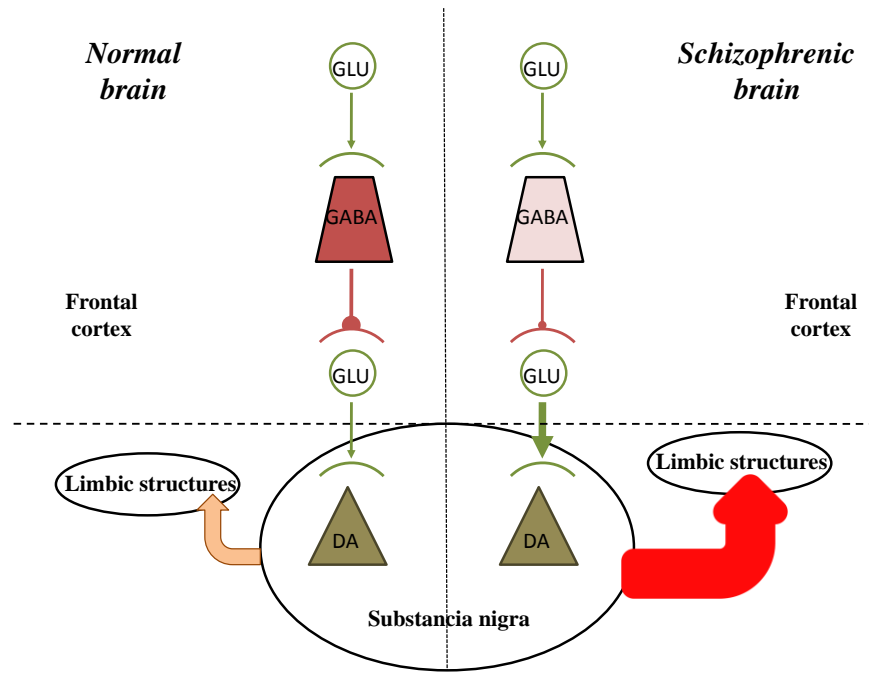 Normal
brain
GLU
GABA
Frontal
cortex
GLU
Limbic structures
DA
Schizophrenic
brain
GLU
GABA
Frontal
cortex
GLU
Limbic structures
DA
Substancia nigra